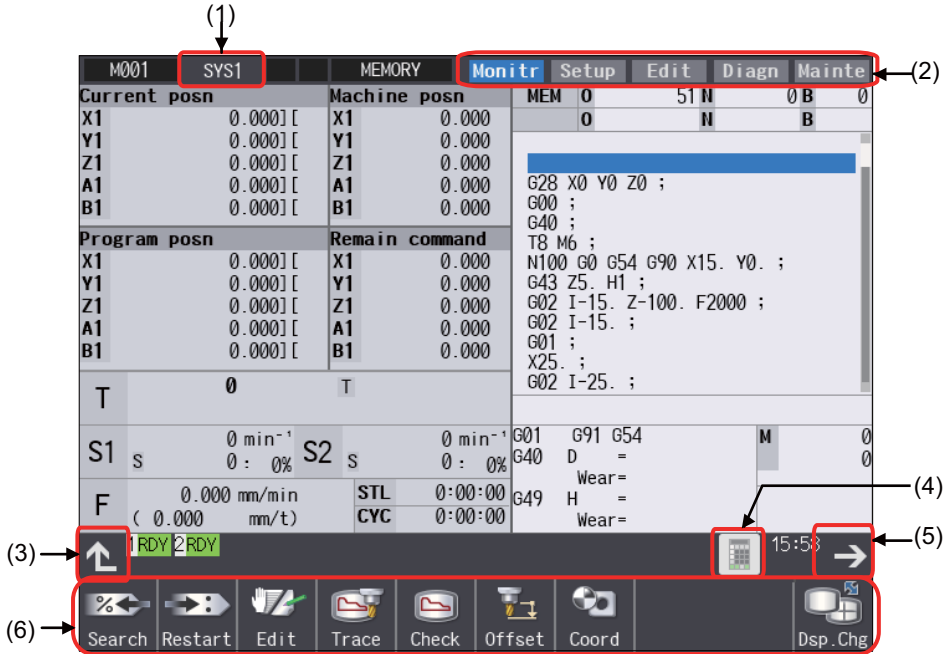 (1)
M001 SYS1 MEMORY Monitr Setup Edit Diagn Mainte
(2)
Current posn Machine posn MEM O 51 N 0 B 0
X1 0.000][ X1 0.000 O N B
Y1 0.000][ Y1 0.000
Z1 0.000][ Z1 0.000
A1 0.000][ A1 0.000
B1 0.000][ B1 0.000
Program posn Remain command
X1 0.000][ X1 0.000
Y1 0.000][ Y1 0.000
Z1 0.000][ Z1 0.000
A1 0.000][ A1 0.000
B1 0.000][ B1 0.000
G28 X0 Y0 Z0 ;
G00 ;
G40 ;
T8 M6 ;
N100 G0 G54 G90 X15. Y0. ;
G43 Z5. H1 ;
G02 I-15. Z-100. F2000 ;
G02 I-15. ;
G01 ;
X25. ;
G02 I-25. ;
T 0 T
S1 S 0 min⁻¹ 0 : 0% S2 S 0 min⁻¹ 0 : 0%
F 0.000 mm/min
( 0.000 mm/t)
STL 0:00:00
CYC 0:00:00
G01 G91 G54
G40 D =
Wear=
G49 H =
Wear=
M 0
0
(4)
(3)
1 RDY 2 RDY 15:58
(5)
(6)
Search Restart Edit Trace Check Offset Coord Dsp.Chg